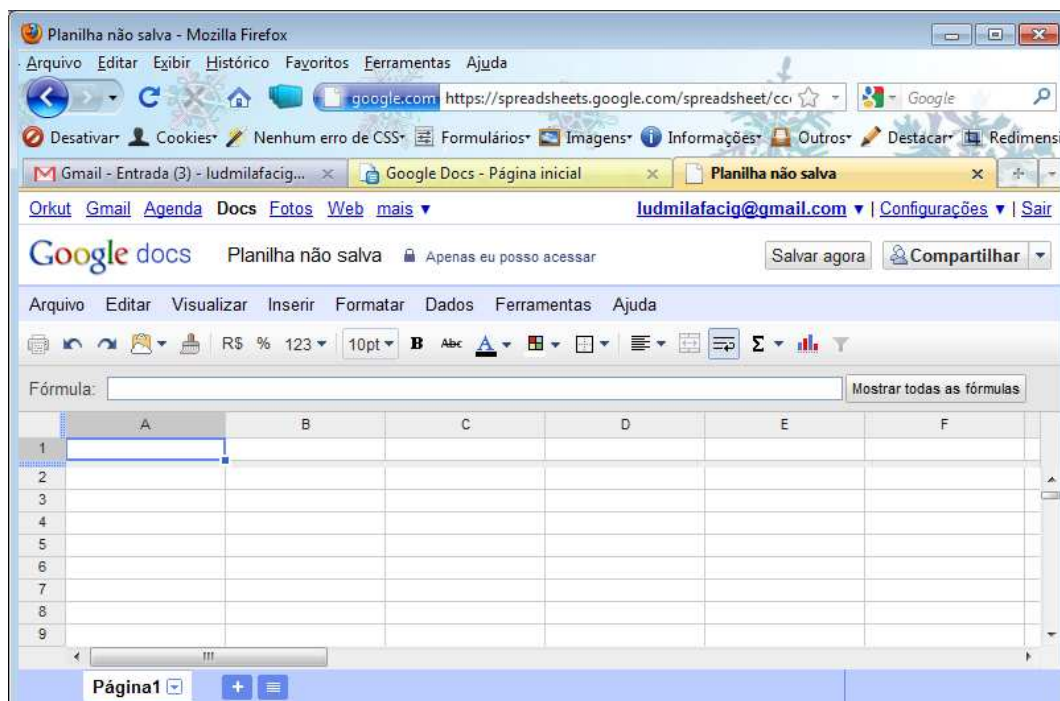 Planilha não salva - Mozilla Firefox
Arquivo Editar Exibir Histórico Favoritos Ferramentas Ajuda
google.com https://spreadsheets.google.com/spreadsheet/cc Google
Desativar Cookies Nenhum erro de CSS Formulários Imagens Informações Outros Destacar Redimens
Gmail - Entrada (3) - ludmilafacig... Google Docs - Página inicial Planilha não salva
Orkut Gmail Agenda Docs Fotos Web mais ▼ ludmilafacig@gmail.com ▼ | Configurações ▼ | Sair
Google docs Planilha não salva Apenas eu posso acessar Salvar agora Compartilhar
Arquivo Editar Visualizar Inserir Formatar Dados Ferramentas Ajuda
R$ % 123 10pt B Abc A Σ
Fórmula: Mostrar todas as fórmulas
A B C D E F
1
2
3
4
5
6
7
8
9
Página1 +